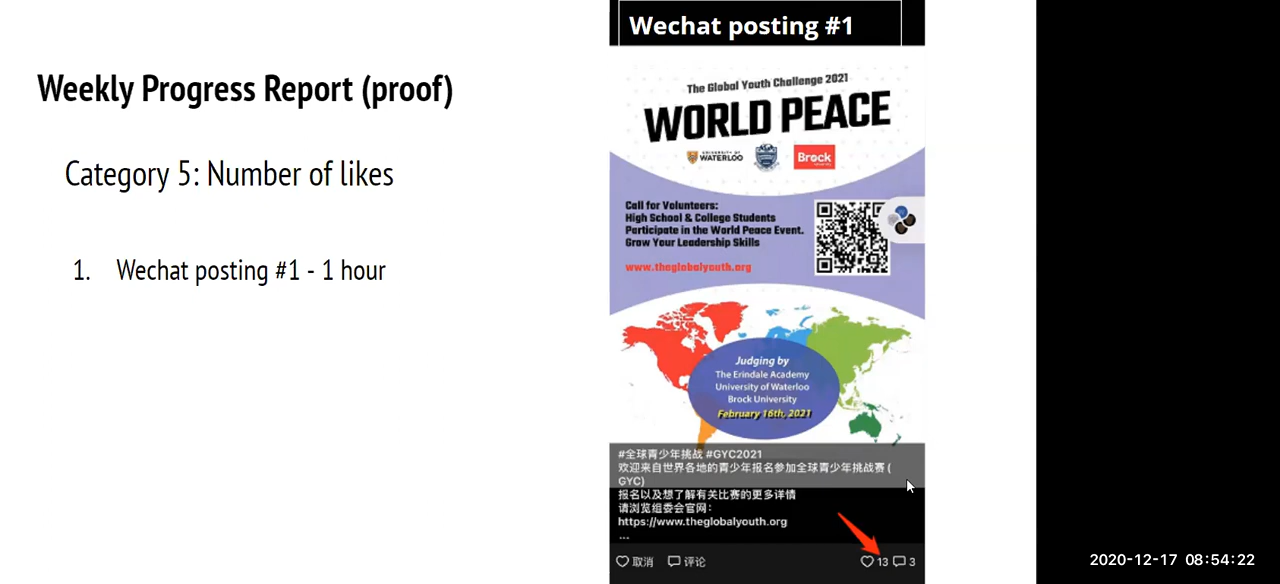 Weekly Progress Report (proof)
Category 5: Number of likes
1. Wechat posting #1 - 1 hour
Wechat posting #1
The Global Youth Challenge 2021
WORLD PEACE
UNIVERSITY OF
WATERLOO
Brock
University
Call for Volunteers:
High School & College Students
Participate in the World Peace Event.
Grow Your Leadership Skills
www.theglobalyouth.org
Judging by
The Erindale Academy
University of Waterloo
Brock University
February 16th, 2021
#全球青少年挑战 #GYC2021
欢迎来自世界各地的青少年报名参加全球青少年挑战赛 (
GYC)
报名以及想了解有关比赛的更多详情
请浏览组委会官网：
https://www.theglobalyouth.org
...
取消 评论 13 3
2020-12-17 08:54:22